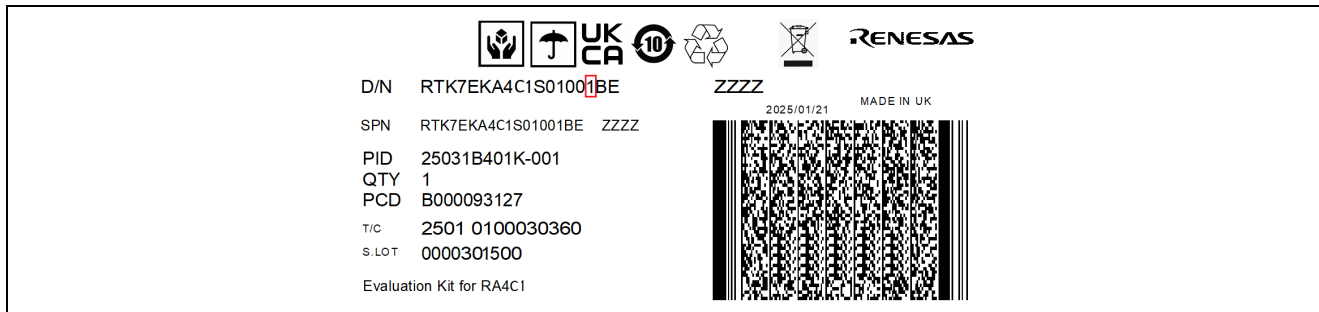 UK
CA
10
RENESAS
D/N RTK7EKA4C1S01001BE ZZZZ
2025/01/21 MADE IN UK
SPN RTK7EKA4C1S01001BE ZZZZ
PID 25031B401K-001
QTY 1
PCD B000093127
T/C 2501 0100030360
S.LOT 0000301500
Evaluation Kit for RA4C1